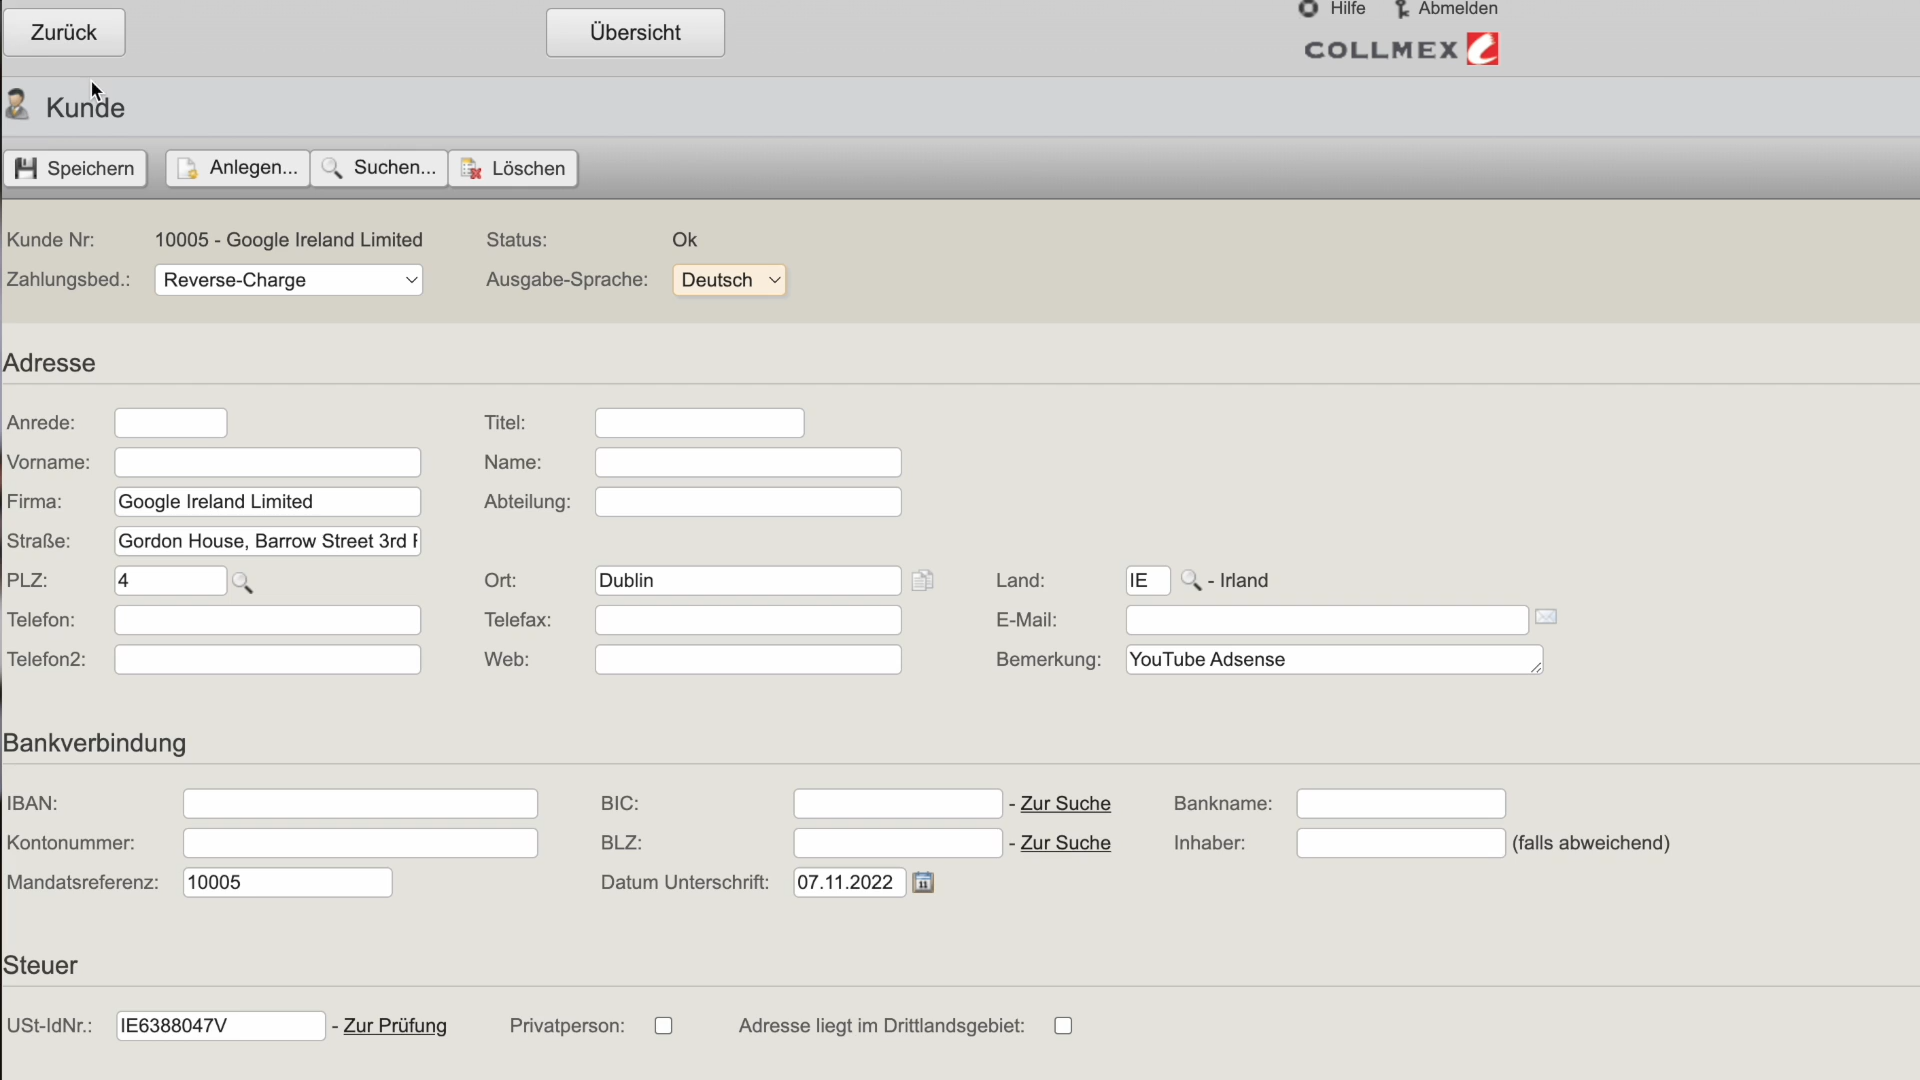 Zurück Übersicht Hilfe Abmelden
COLLMEX
Kunde
Speichern Anlegen... Suchen... Löschen
Kunde Nr: 10005 - Google Ireland Limited Status: Ok
Zahlungsbed.: Reverse-Charge Ausgabe-Sprache: Deutsch
Adresse
Anrede: Titel:
Vorname: Name:
Firma: Google Ireland Limited Abteilung:
Straße: Gordon House, Barrow Street 3rd
PLZ: 4 Ort: Dublin Land: IE - Irland
Telefon: Telefax: E-Mail:
Telefon2: Web: Bemerkung: YouTube Adsense
Bankverbindung
IBAN: BIC: - Zur Suche Bankname:
Kontonummer: BLZ: - Zur Suche Inhaber: (falls abweichend)
Mandatsreferenz: 10005 Datum Unterschrift: 07.11.2022 11
Steuer
USt-IdNr.: IE6388047V - Zur Prüfung Privatperson: Adresse liegt im Drittlandsgebiet: